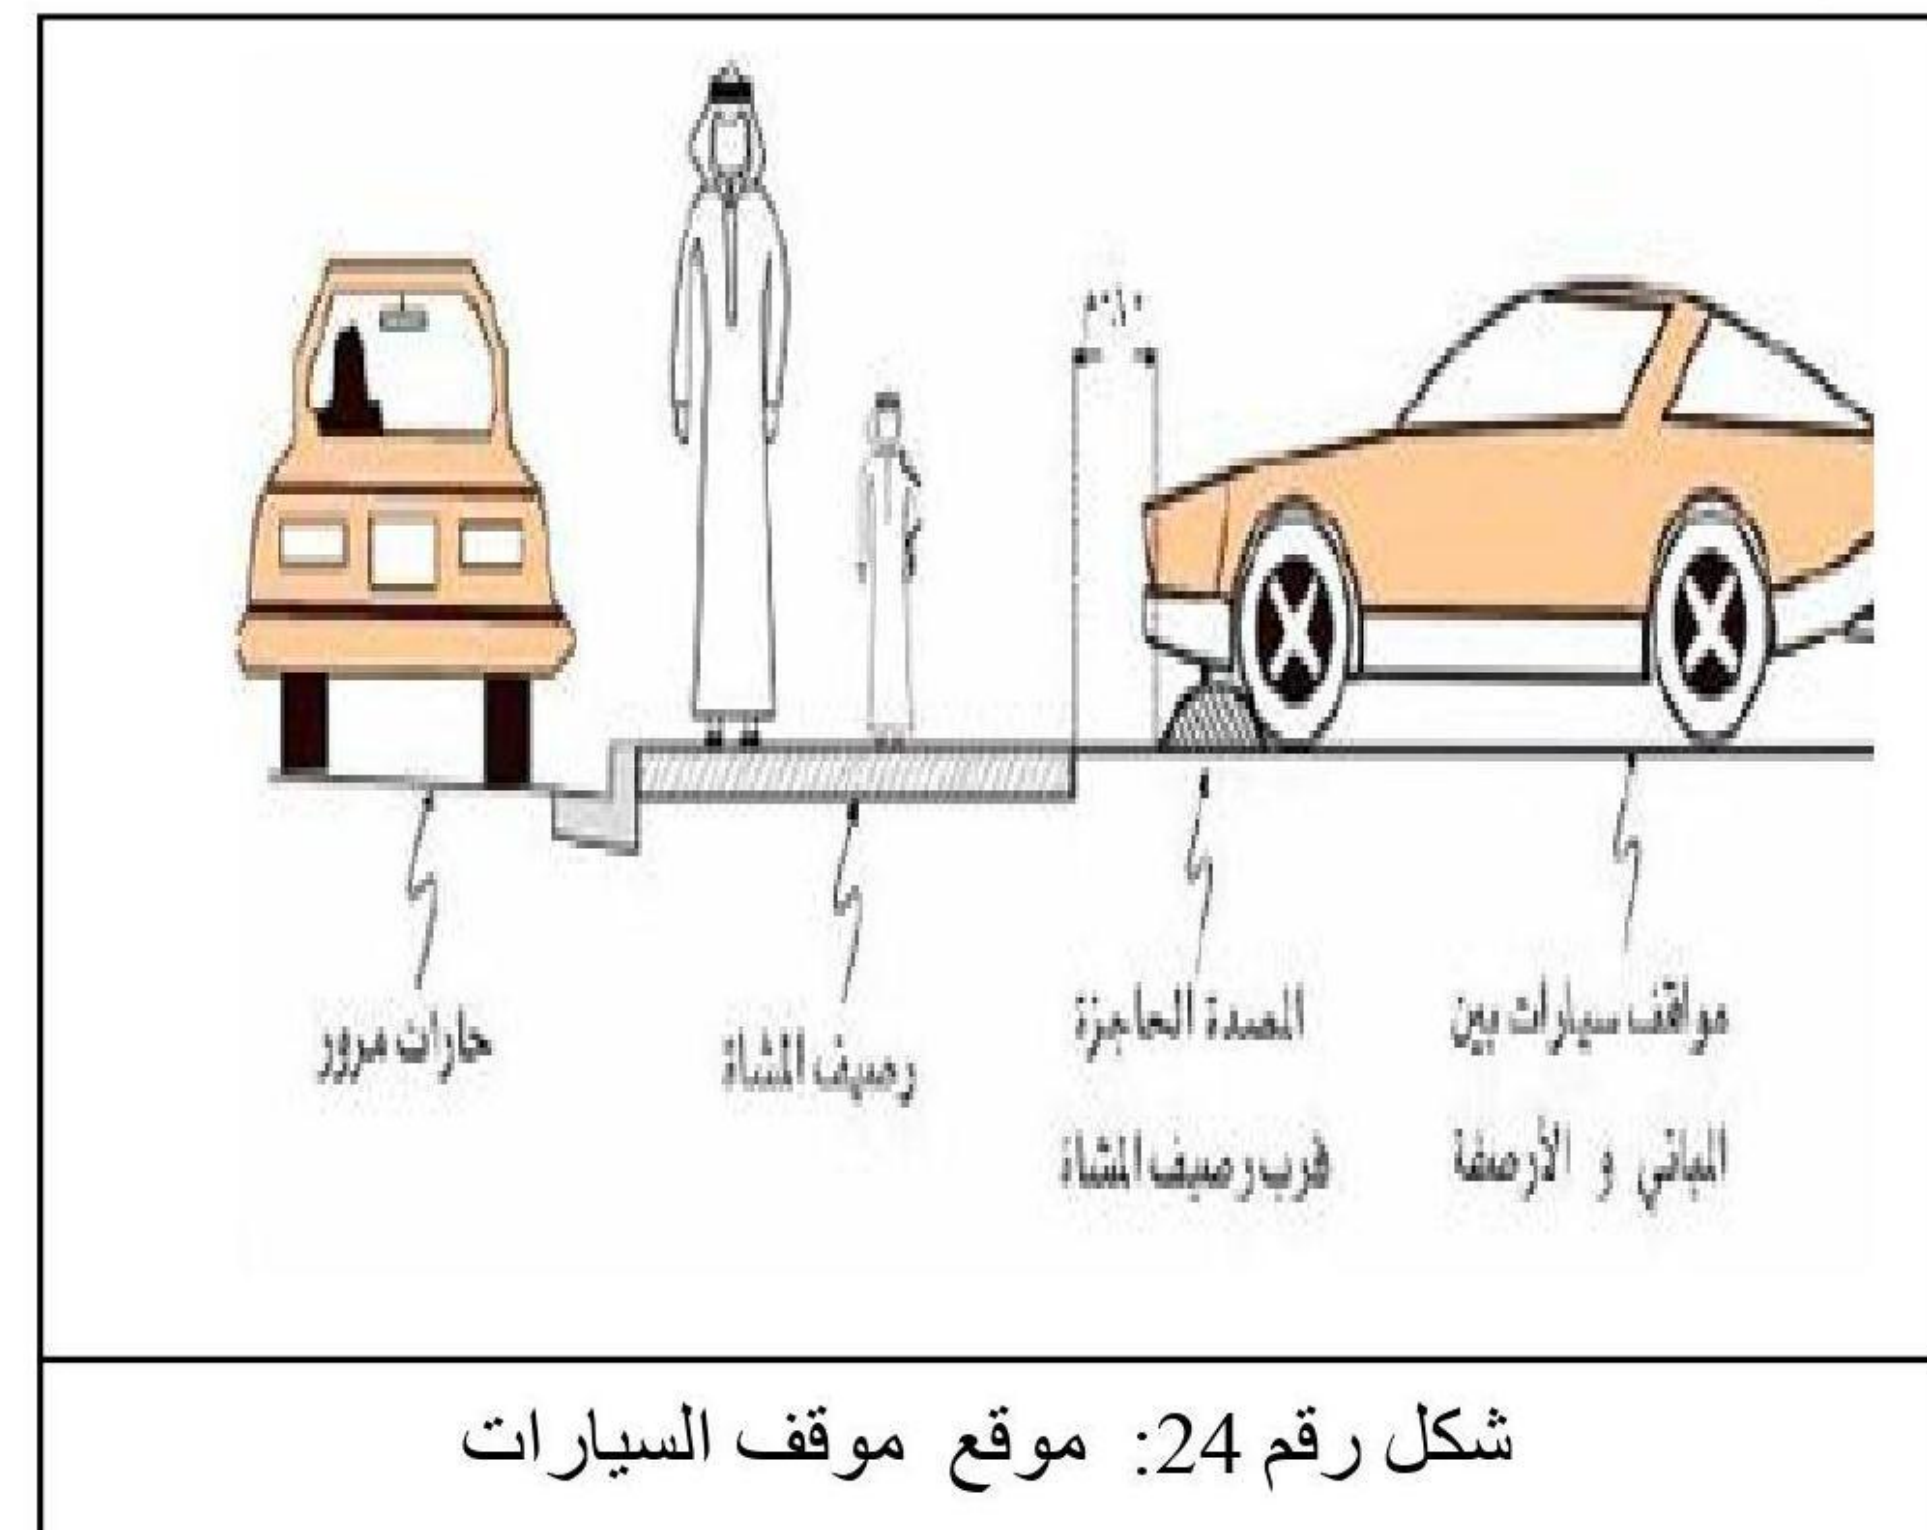 مواقف سيارات بين
المباني و الأرصفة
المصدة الحاجزة
قرب رصيف المشاة
رصيف المشاة
حارات مرور
شكل رقم 24: موقع موقف السيارات